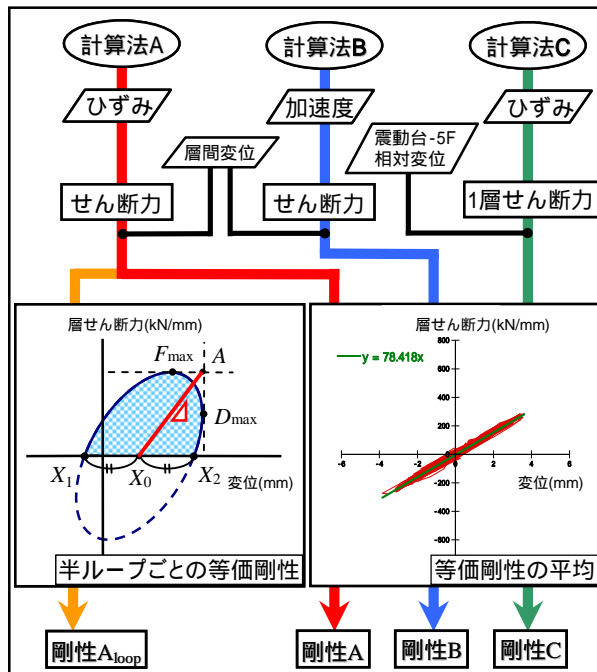 計算法A
計算法B
計算法C
ひずみ
加速度
ひずみ
層間変位
震動台-5F
相対変位
せん断力
せん断力
1層せん断力
層せん断力(kN/mm)
Fmax
A
Dmax
X1
X0
X2
変位(mm)
半ループごとの等価剛性
層せん断力(kN/mm)
y = 78.418x
800
600
400
200
0
-200
-400
-600
-6
-4
-2
0
2
4
6
変位(mm)
等価剛性の平均
剛性Aloop
剛性A
剛性B
剛性C